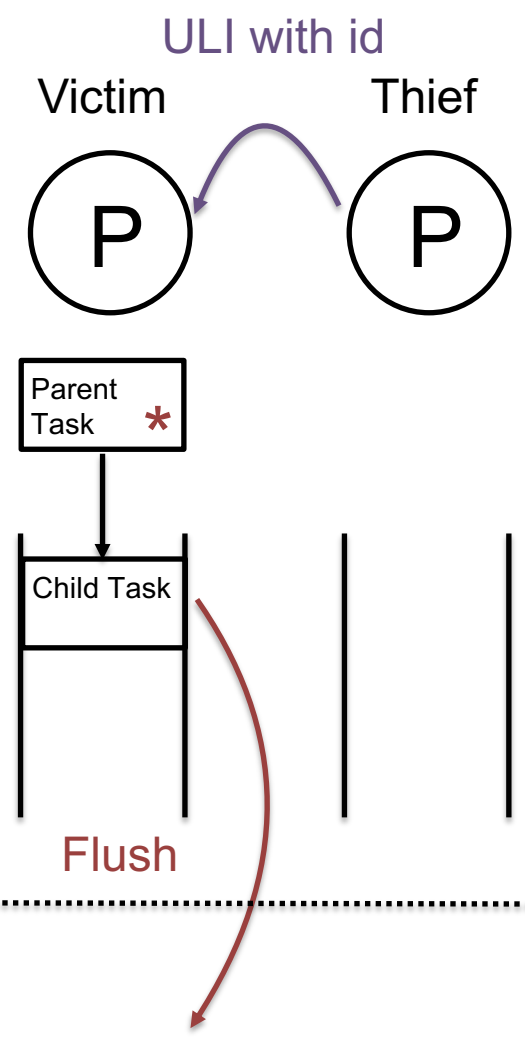 ULI with id
Victim
Thief
P
P
Parent
Task *
Child Task
Flush